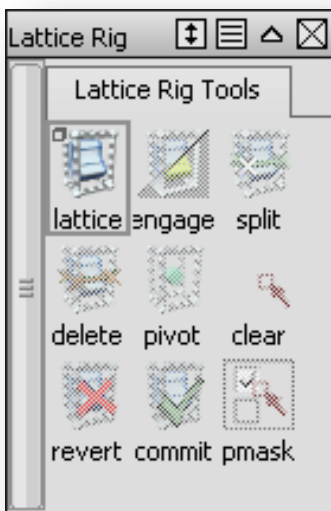 Lattice Rig
Lattice Rig Tools
lattice engage split
delete pivot clear
revert commit pmask